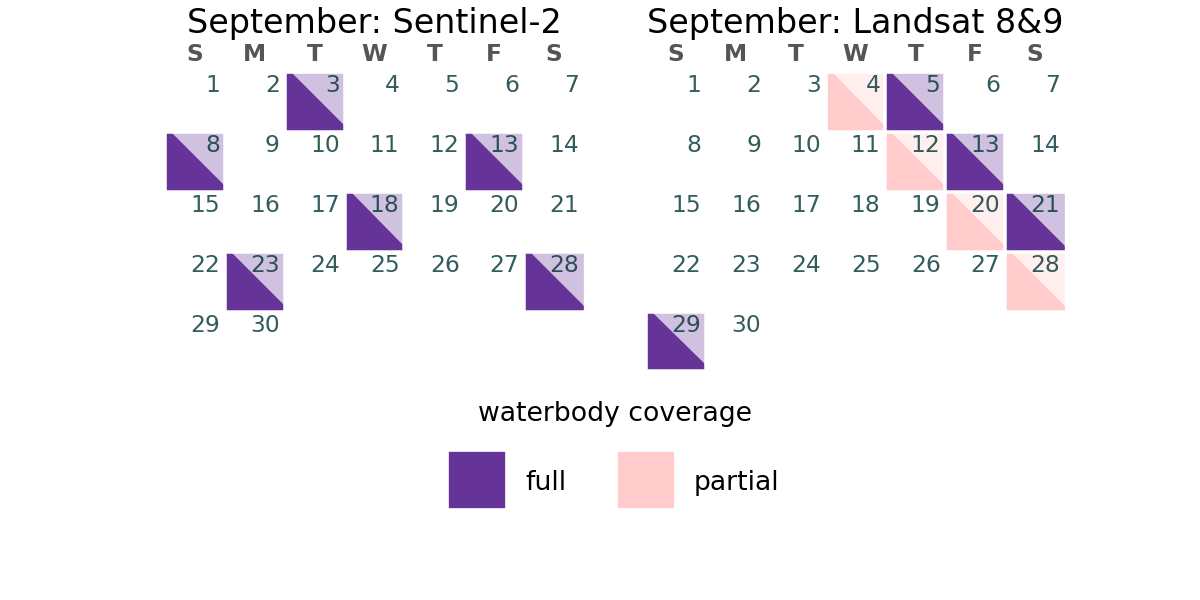 September: Sentinel-2
S M T W T F S
1 2 3 4 5 6 7
8 9 10 11 12 13 14
15 16 17 18 19 20 21
22 23 24 25 26 27 28
29 30
September: Landsat 8&9
S M T W T F S
1 2 3 4 5 6 7
8 9 10 11 12 13 14
15 16 17 18 19 20 21
22 23 24 25 26 27 28
29 30
waterbody coverage
full partial